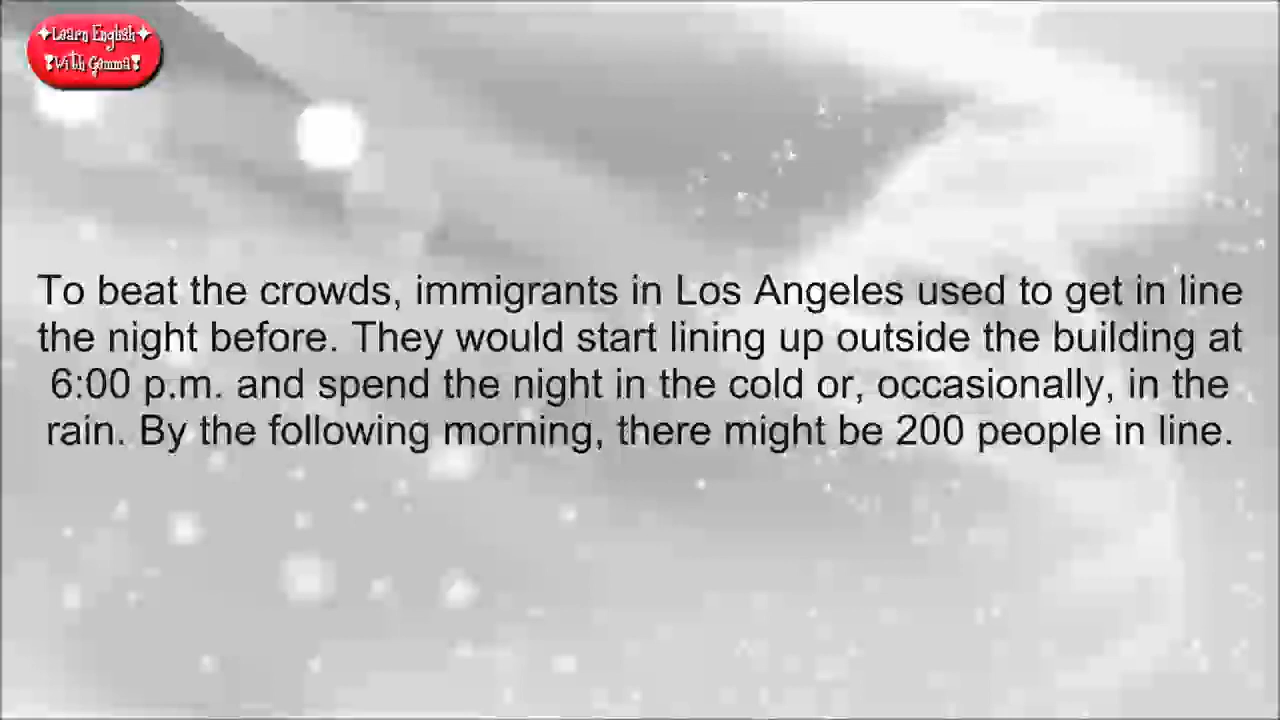 ✦Learn English✦
❣With Gemma❣
To beat the crowds, immigrants in Los Angeles used to get in line
the night before. They would start lining up outside the building at
6:00 p.m. and spend the night in the cold or, occasionally, in the
rain. By the following morning, there might be 200 people in line.